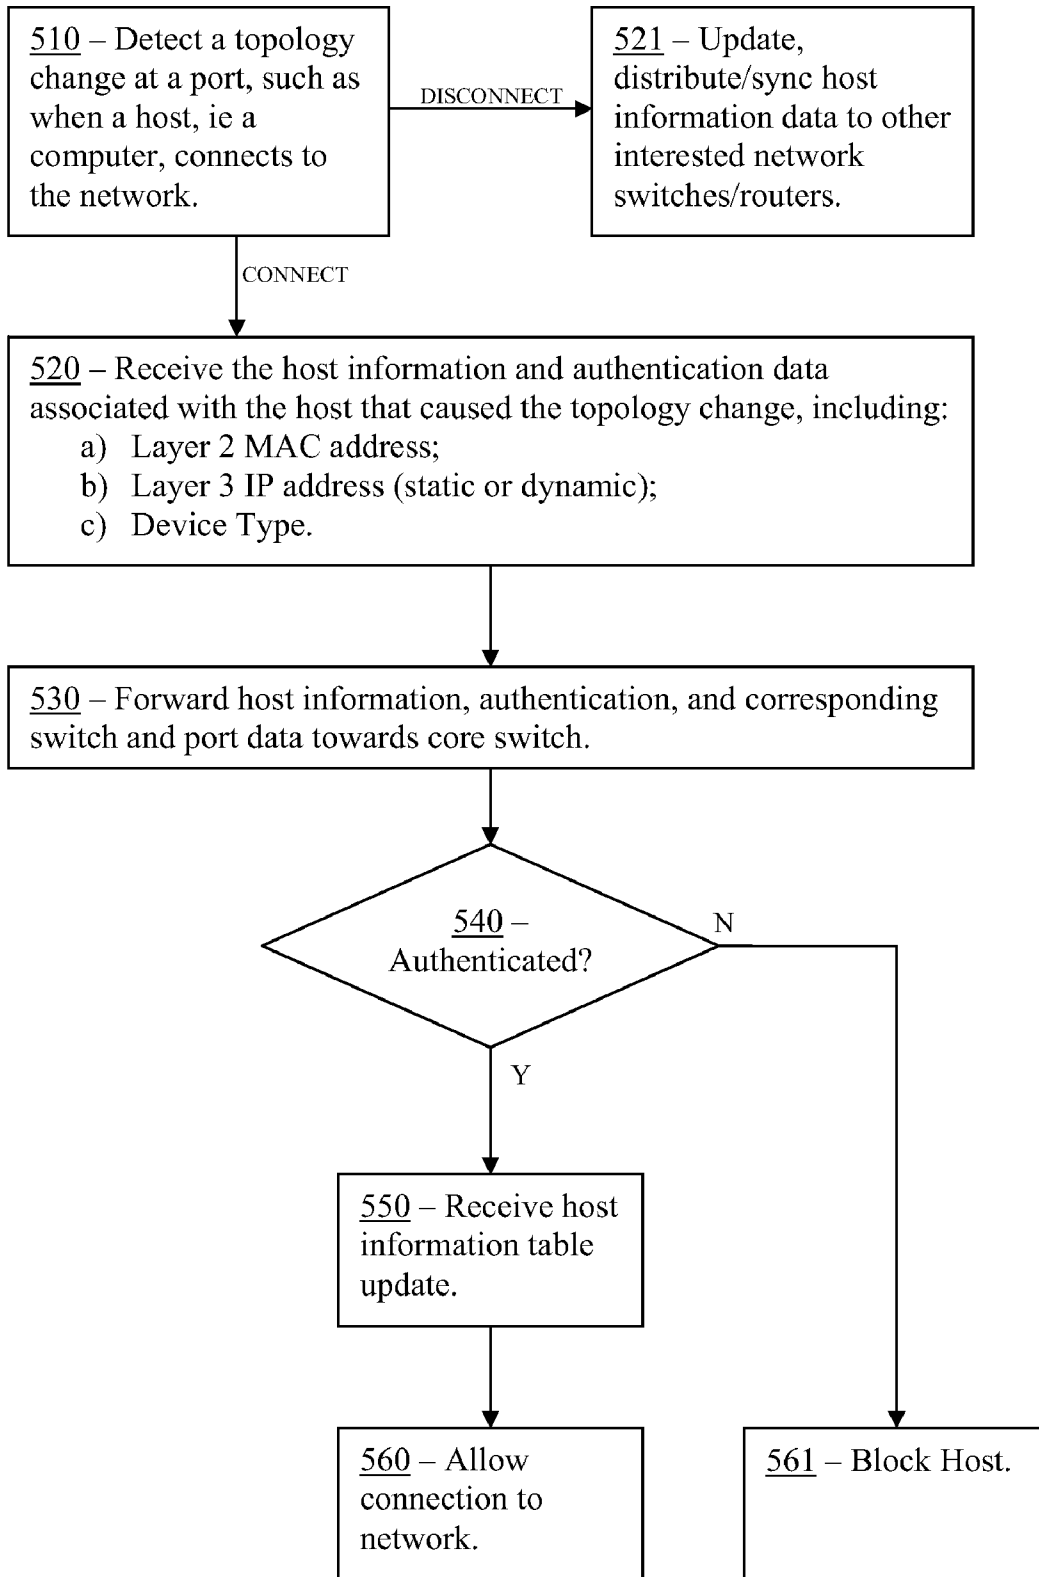 510 – Detect a topology
change at a port, such as
when a host, ie a
computer, connects to
the network.
DISCONNECT
521 – Update,
distribute/sync host
information data to other
interested network
switches/routers.
CONNECT
520 – Receive the host information and authentication data
associated with the host that caused the topology change, including:
a) Layer 2 MAC address;
b) Layer 3 IP address (static or dynamic);
c) Device Type.
530 – Forward host information, authentication, and corresponding
switch and port data towards core switch.
540 –
Authenticated?
N
Y
550 – Receive host
information table
update.
560 – Allow
connection to
network.
561 – Block Host.